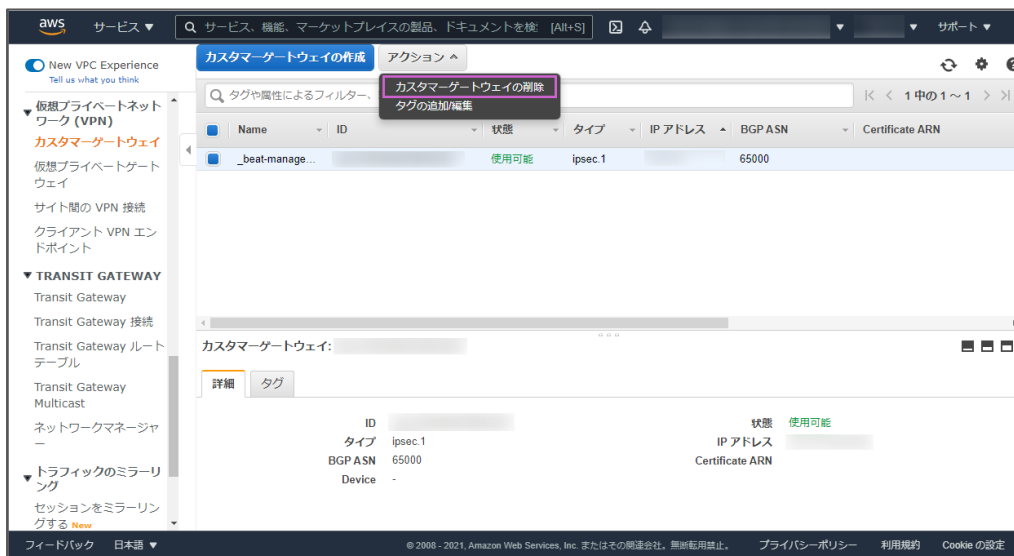 aws
サービス ▼
サービス、機能、マーケットプレイスの製品、ドキュメントを検: [Alt+S]
サポート ▼
New VPC Experience
Tell us what you think
カスタマーゲートウェイの作成
アクション
カスタマーゲートウェイの削除
タグの追加/編集
タグや属性によるフィルター、
1 中の 1 ～ 1
仮想プライベートネット
ワーク (VPN)
カスタマーゲートウェイ
仮想プライベートゲート
ウェイ
サイト間の VPN 接続
クライアント VPN エン
ドポイント
TRANSIT GATEWAY
Transit Gateway
Transit Gateway 接続
Transit Gateway ルート
テーブル
Transit Gateway
Multicast
ネットワークマネージャ
ー
トラフィックのミラーリ
ング
セッションをミラーリン
グする New
Name ID 状態 タイプ IP アドレス BGP ASN Certificate ARN
_beat-manage... 使用可能 ipsec.1 65000
カスタマーゲートウェイ:
詳細 タグ
ID
タイプ ipsec.1
BGP ASN 65000
Device -
状態 使用可能
IP アドレス
Certificate ARN
フィードバック 日本語 ▼
© 2008 - 2021, Amazon Web Services, Inc. またはその関連会社。無断転用禁止。
プライバシーポリシー 利用規約 Cookie の設定